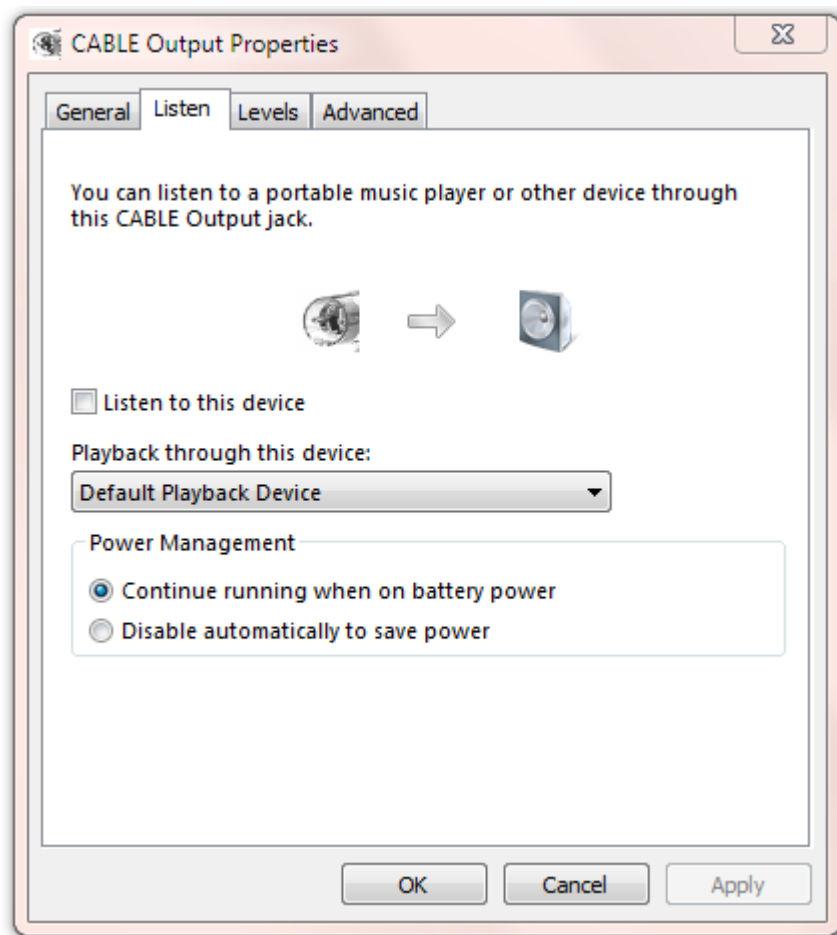 CABLE Output Properties
General Listen Levels Advanced
You can listen to a portable music player or other device through
this CABLE Output jack.
Listen to this device
Playback through this device:
Default Playback Device
Power Management
Continue running when on battery power
Disable automatically to save power
OK Cancel Apply